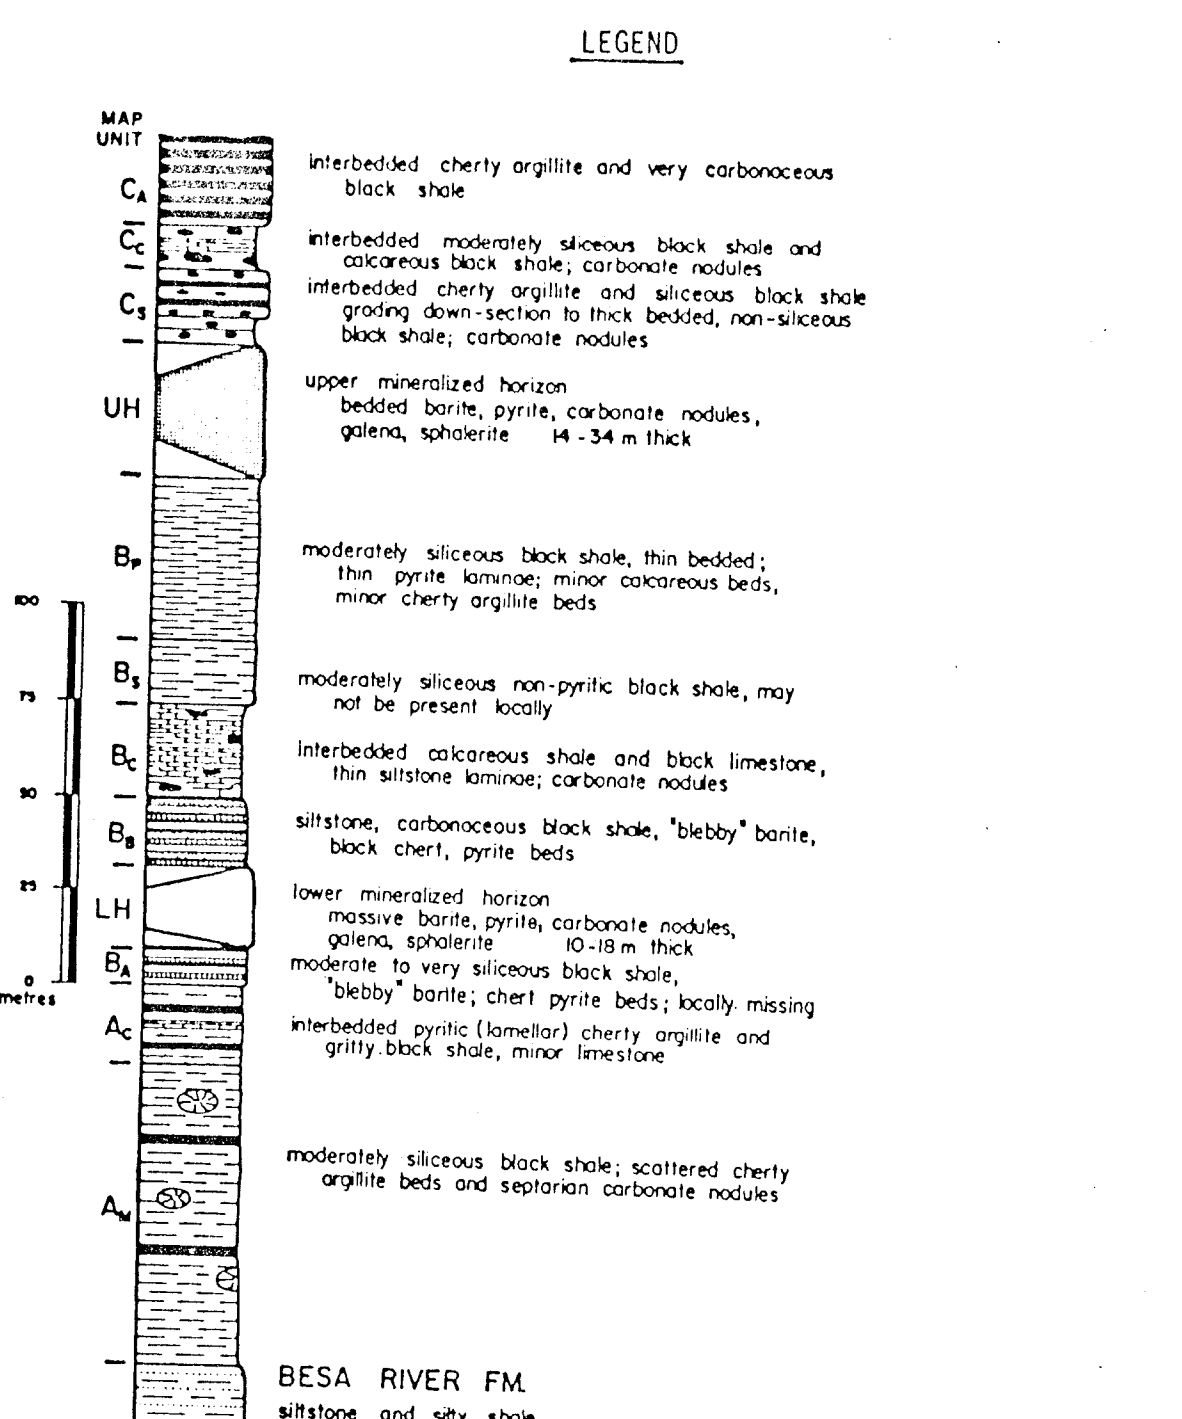 LEGEND
MAP
UNIT
CA
interbedded cherty argillite and very carbonaceous
black shale
CC
interbedded moderately siliceous black shale and
calcareous black shale; carbonate nodules
CS
interbedded cherty argillite and siliceous black shale
grading down-section to thick bedded, non-siliceous
black shale; carbonate nodules
UH
upper mineralized horizon
bedded barite, pyrite, carbonate nodules,
galena, sphalerite 14-34 m thick
BP
moderately siliceous black shale, thin bedded;
thin pyrite laminae; minor calcareous beds,
minor cherty argillite beds
100
BS
moderately siliceous non-pyritic black shale, may
not be present locally
75
BC
interbedded calcareous shale and black limestone,
thin siltstone laminae; carbonate nodules
50
BB
siltstone, carbonaceous black shale, "blebby" barite,
black chert, pyrite beds
25
LH
lower mineralized horizon
massive barite, pyrite, carbonate nodules,
galena, sphalerite 10-18 m thick
BA
moderate to very siliceous black shale,
"blebby" barite; chert pyrite beds; locally missing
0
metres
AC
interbedded pyritic (lamellar) cherty argillite and
gritty black shale, minor limestone
AM
moderately siliceous black shale; scattered cherty
argillite beds and septarian carbonate nodules
BESA RIVER FM.
siltstone and silty shale